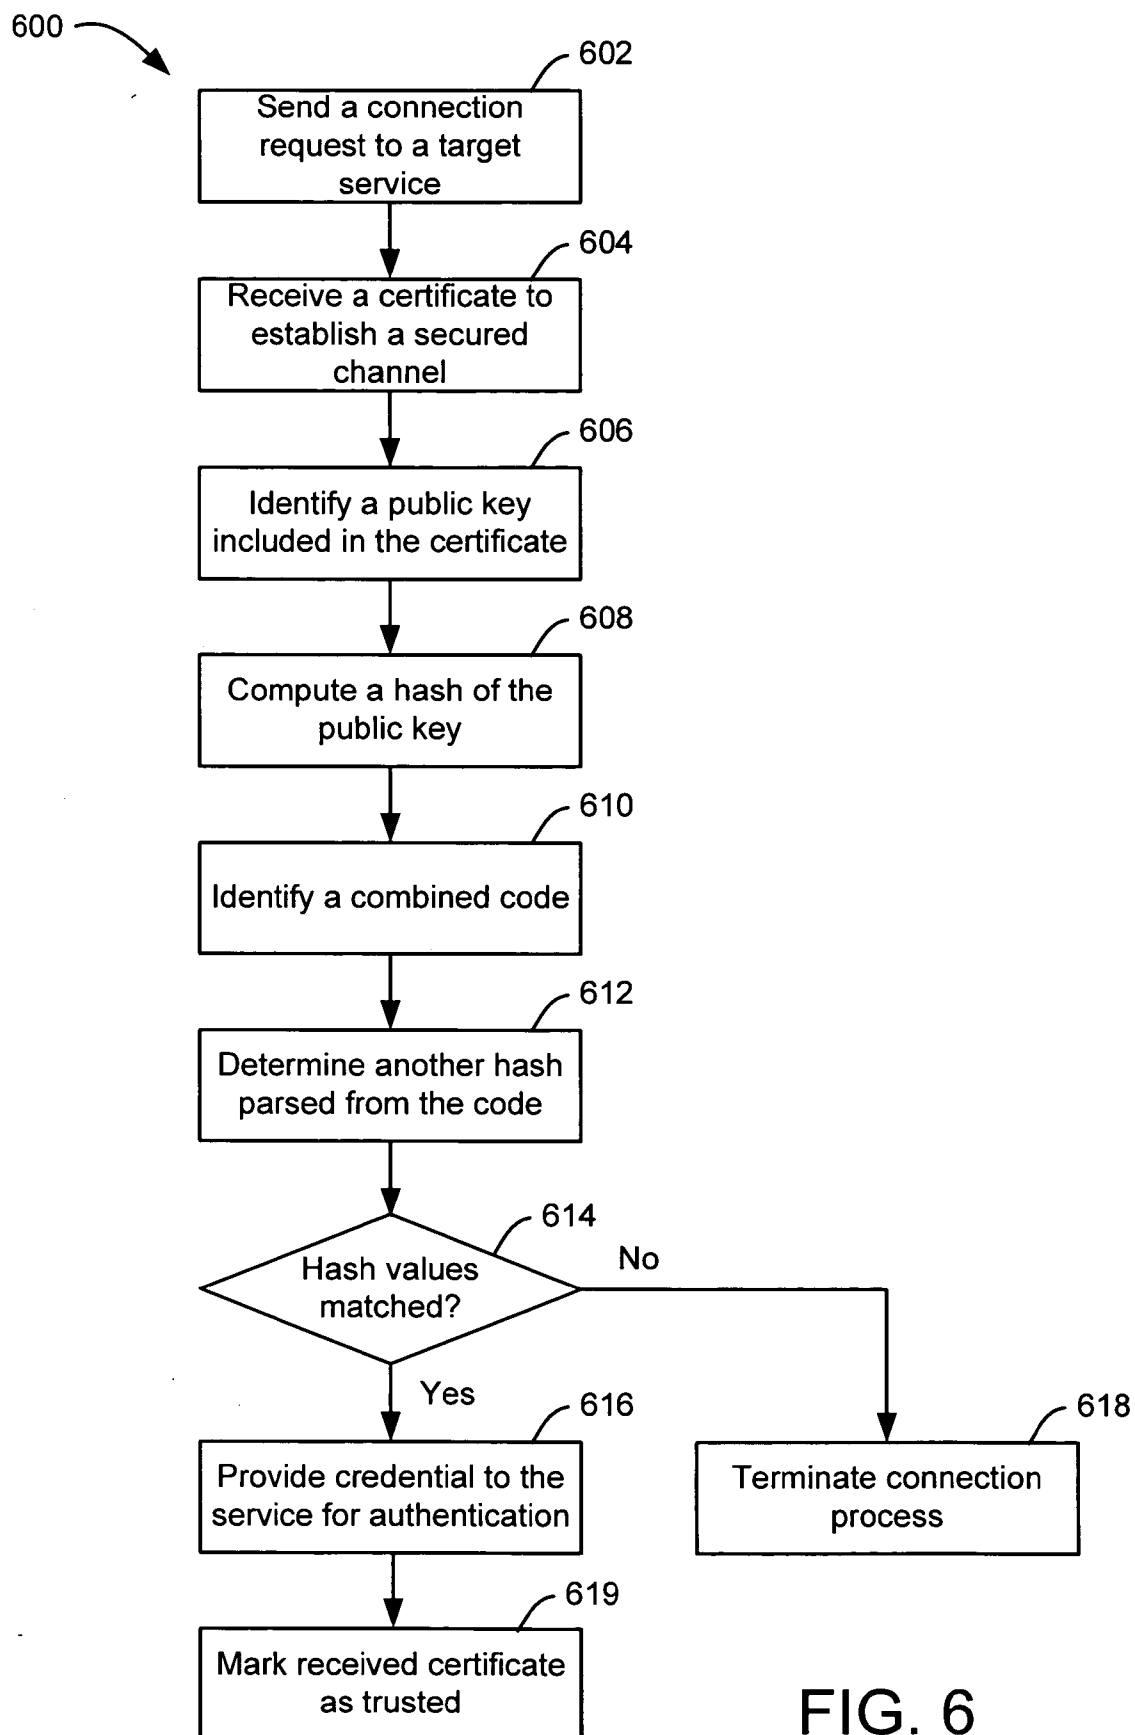 600
602
Send a connection
request to a target
service
604
Receive a certificate to
establish a secured
channel
606
Identify a public key
included in the certificate
608
Compute a hash of the
public key
610
Identify a combined code
612
Determine another hash
parsed from the code
614
Hash values
matched?
No
Yes
616
Provide credential to the
service for authentication
618
Terminate connection
process
619
Mark received certificate
as trusted
FIG. 6